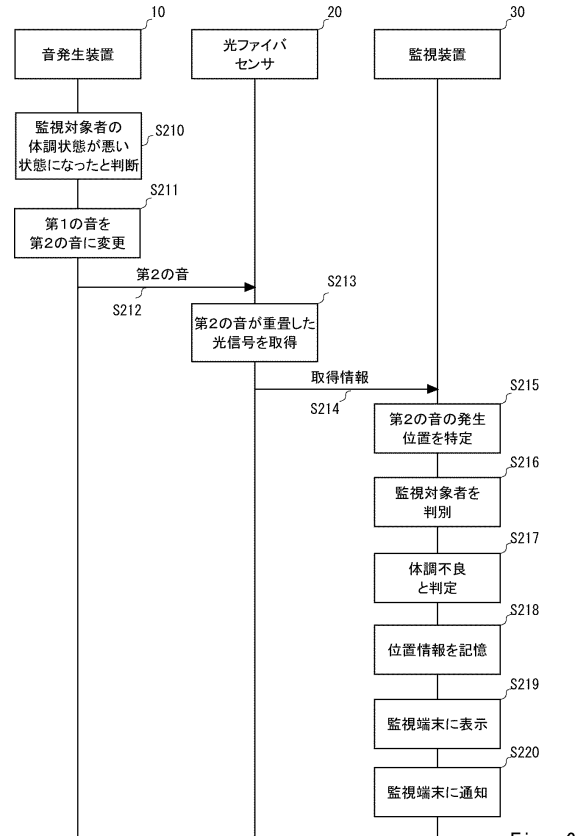 10
音発生装置
20
光ファイバ
センサ
30
監視装置
監視対象者の
体調状態が悪い
状態になったと判断
S210
第1の音を
第2の音に変更
S211
第2の音
S212
第2の音が重畳した
光信号を取得
S213
取得情報
S214
第2の音の発生
位置を特定
S215
監視対象者を
判別
S216
体調不良
と判定
S217
位置情報を記憶
S218
監視端末に表示
S219
監視端末に通知
S220